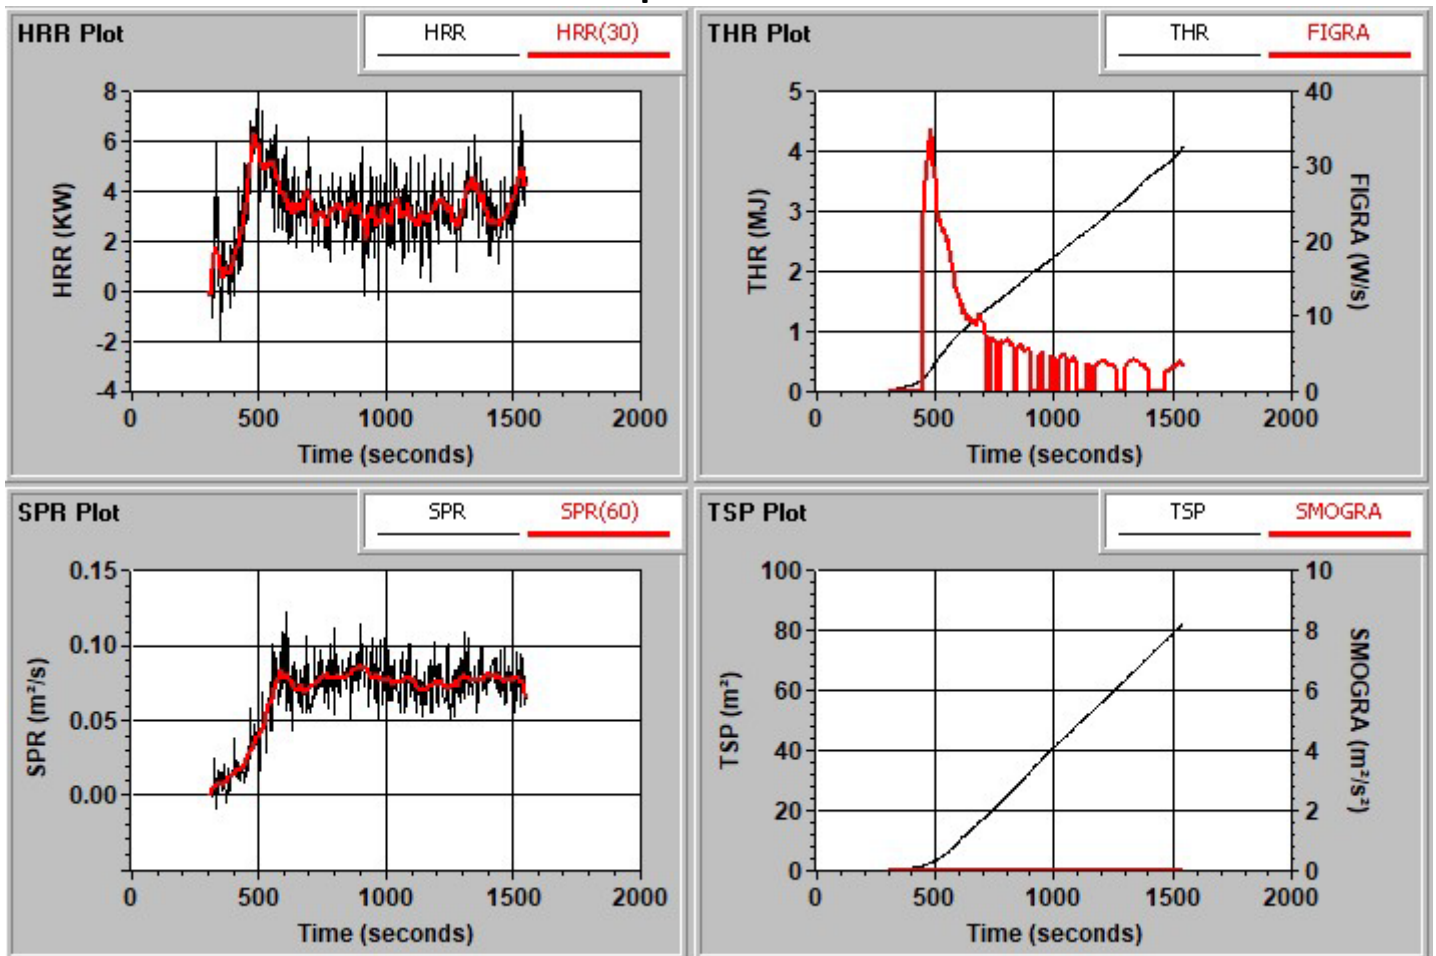 HRR Plot
HRR HRR(30)
8
6
4
2
0
-2
-4
HRR (KW)
0 500 1000 1500 2000
Time (seconds)
THR Plot
THR FIGRA
5
4
3
2
1
0
THR (MJ)
40
30
20
10
0
FIGRA (W/s)
0 500 1000 1500 2000
Time (seconds)
SPR Plot
SPR SPR(60)
0.15
0.10
0.05
0.00
SPR (m²/s)
0 500 1000 1500 2000
Time (seconds)
TSP Plot
TSP SMOGRA
100
80
60
40
20
0
TSP (m²)
10
8
6
4
2
0
SMOGRA (m²/s²)
0 500 1000 1500 2000
Time (seconds)